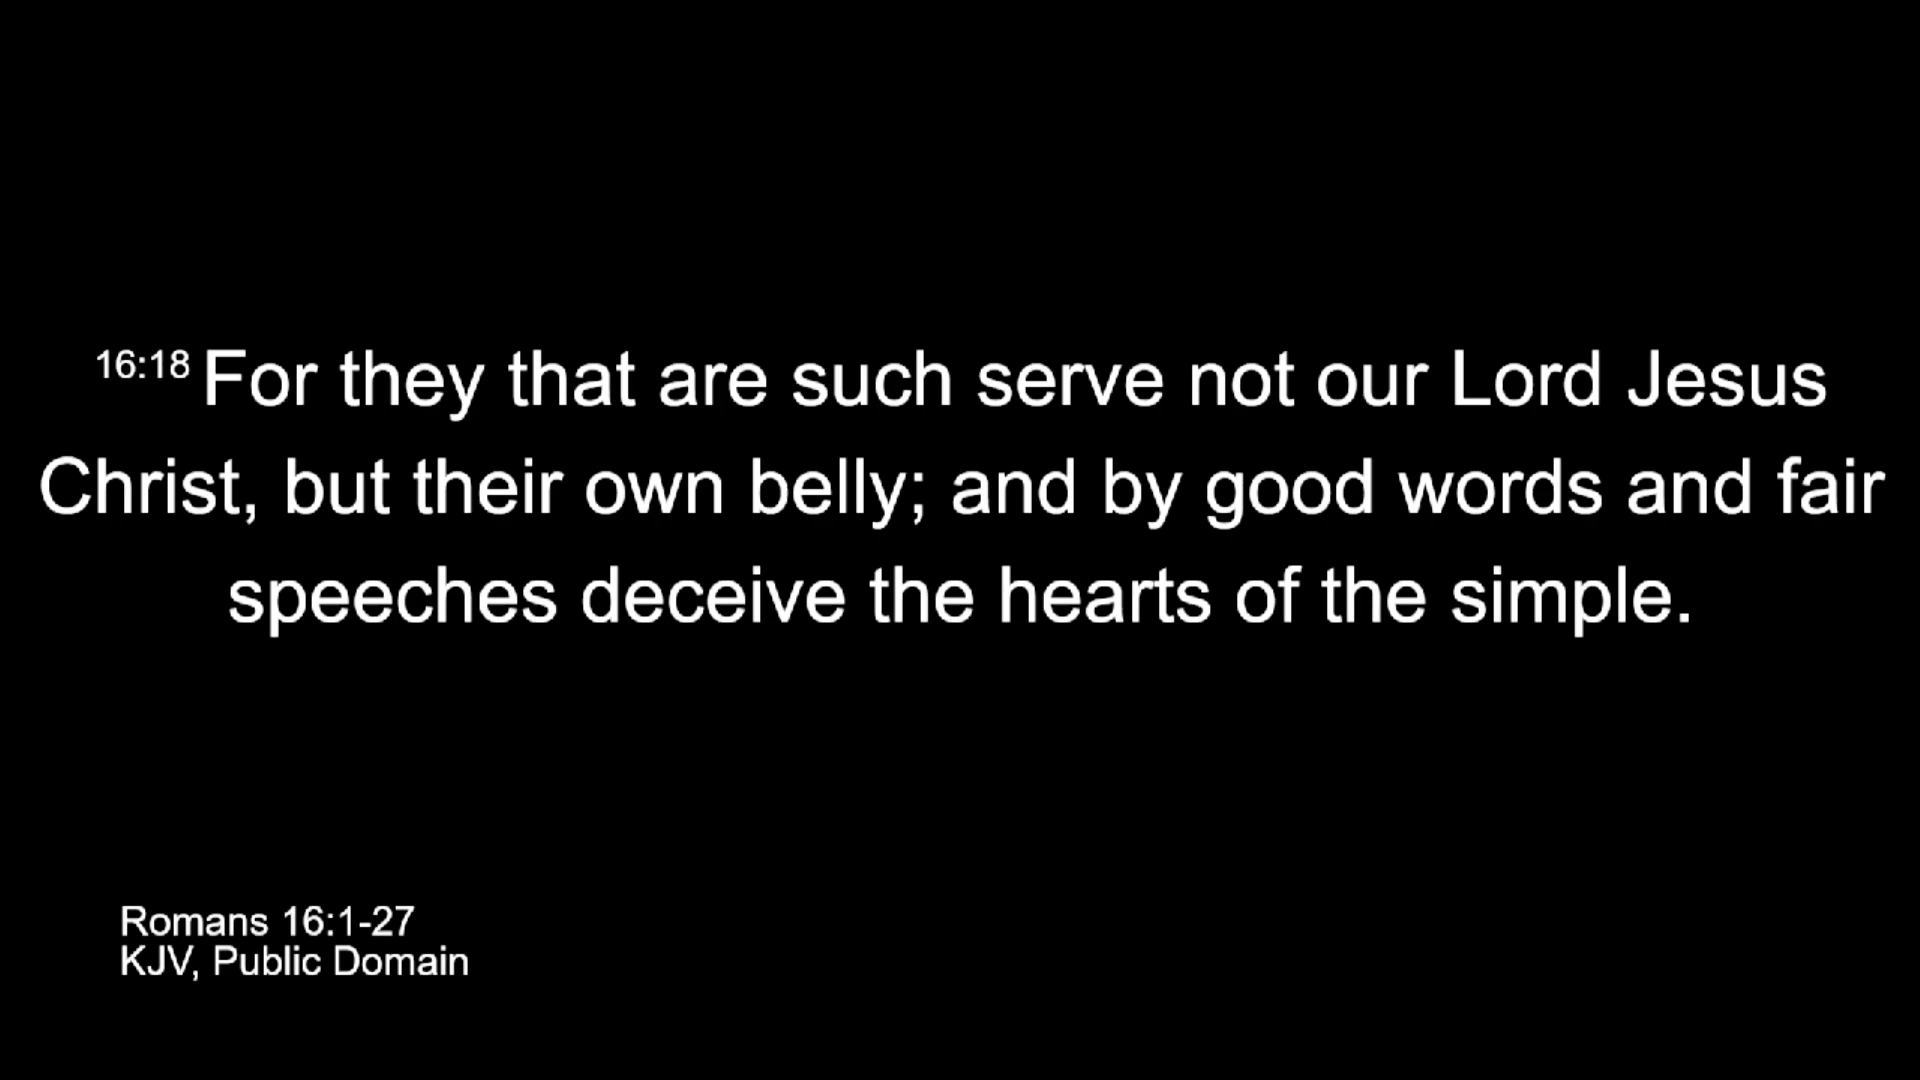 16:18 For they that are such serve not our Lord Jesus
Christ, but their own belly; and by good words and fair
speeches deceive the hearts of the simple.
Romans 16:1-27
KJV, Public Domain